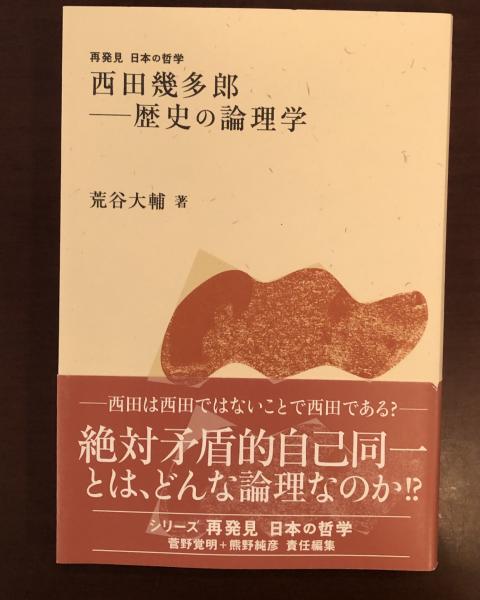 再発見 日本の哲学
西田幾多郎
──歴史の論理学
荒谷大輔 著
──西田は西田ではないことで西田である?──
絶対矛盾的自己同一
とは、どんな論理なのか!?
シリーズ 再発見 日本の哲学
菅野覚明+熊野純彦 責任編集